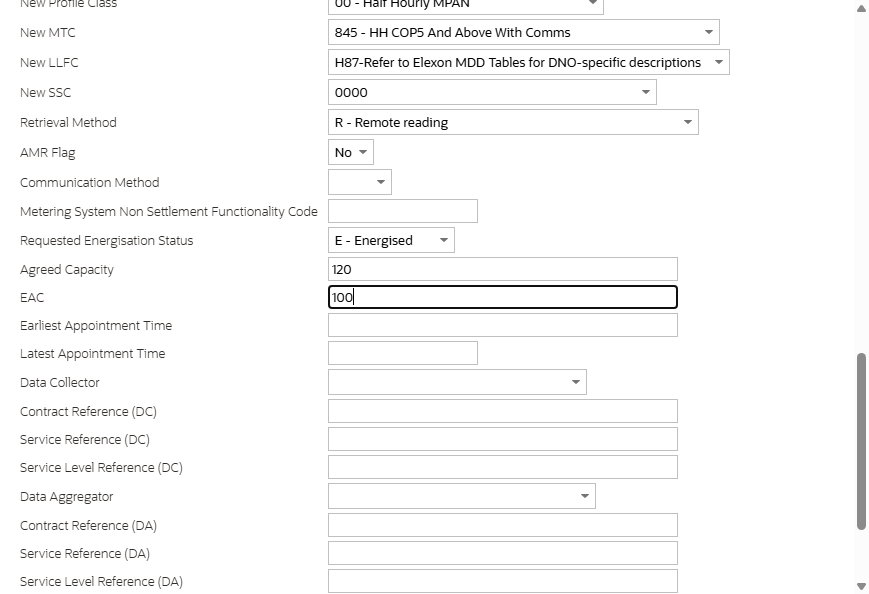 New Profile Class 00 - Half Hourly MPAN
New MTC 845 - HH COP5 And Above With Comms
New LLFC H87-Refer to Elexon MDD Tables for DNO-specific descriptions
New SSC 0000
Retrieval Method R - Remote reading
AMR Flag No
Communication Method
Metering System Non Settlement Functionality Code
Requested Energisation Status E - Energised
Agreed Capacity 120
EAC 100
Earliest Appointment Time
Latest Appointment Time
Data Collector
Contract Reference (DC)
Service Reference (DC)
Service Level Reference (DC)
Data Aggregator
Contract Reference (DA)
Service Reference (DA)
Service Level Reference (DA)